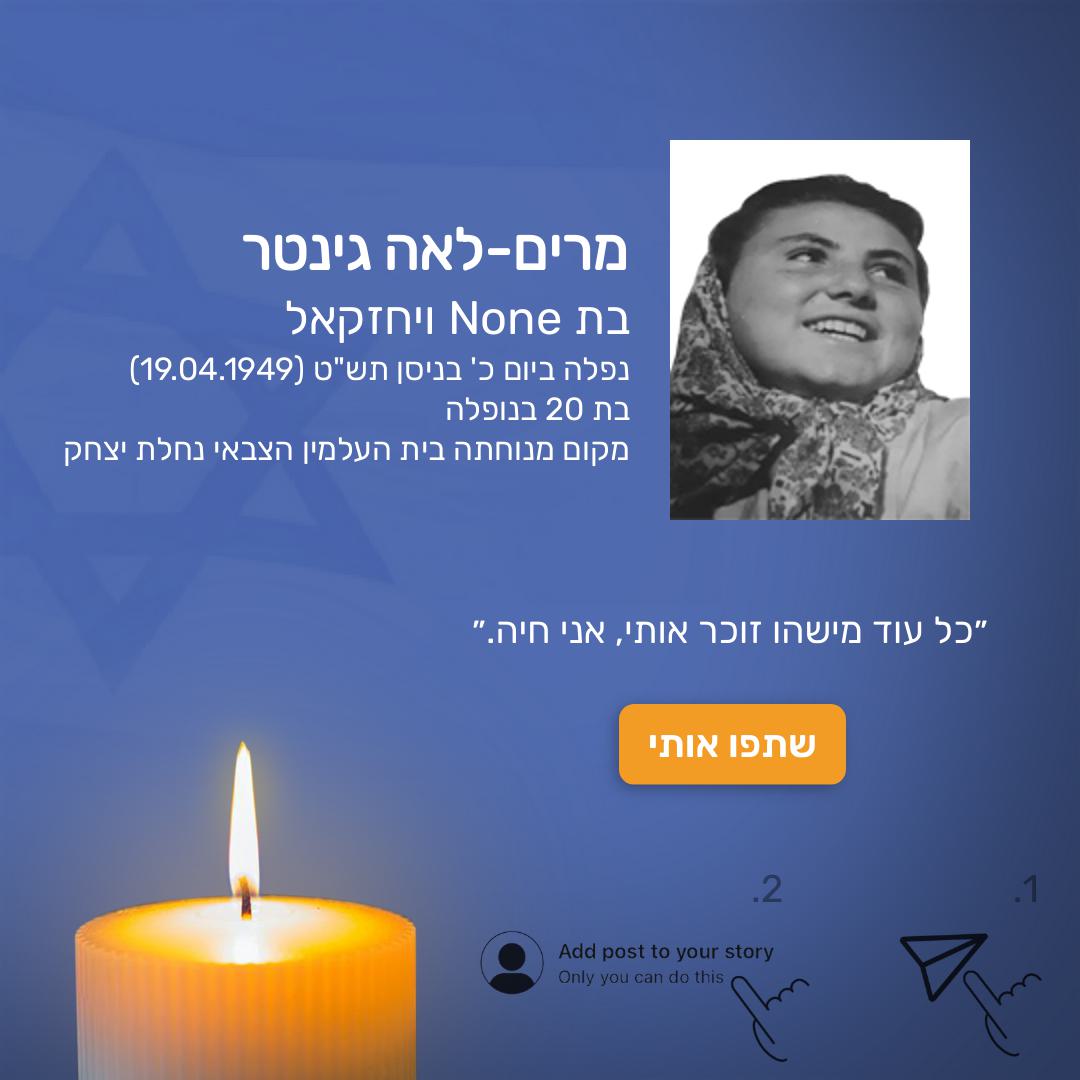 מרים-לאה גינטר
בת None ויחזקאל
נפלה ביום כ' בניסן תש"ט (19.04.1949)
בת 20 בנופלה
מקום מנוחתה בית העלמין הצבאי נחלת יצחק
״כל עוד מישהו זוכר אותי, אני חיה.״
שתפו אותי
.1
.2
Add post to your story
Only you can do this